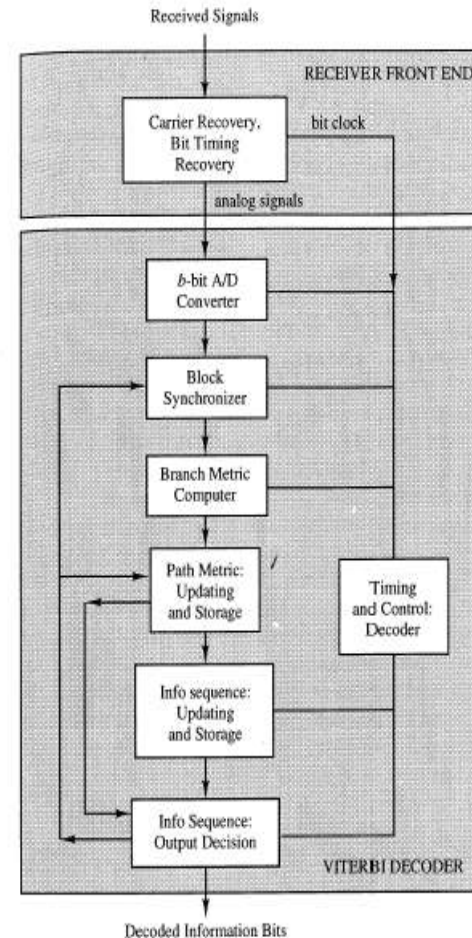 Received Signals
RECEIVER FRONT END
Carrier Recovery,
Bit Timing
Recovery
bit clock
analog signals
b-bit A/D
Converter
Block
Synchronizer
Branch Metric
Computer
Path Metric:
Updating
and Storage
Timing
and Control:
Decoder
Info sequence:
Updating
and Storage
Info Sequence:
Output Decision
VITERBI DECODER
Decoded Information Bits